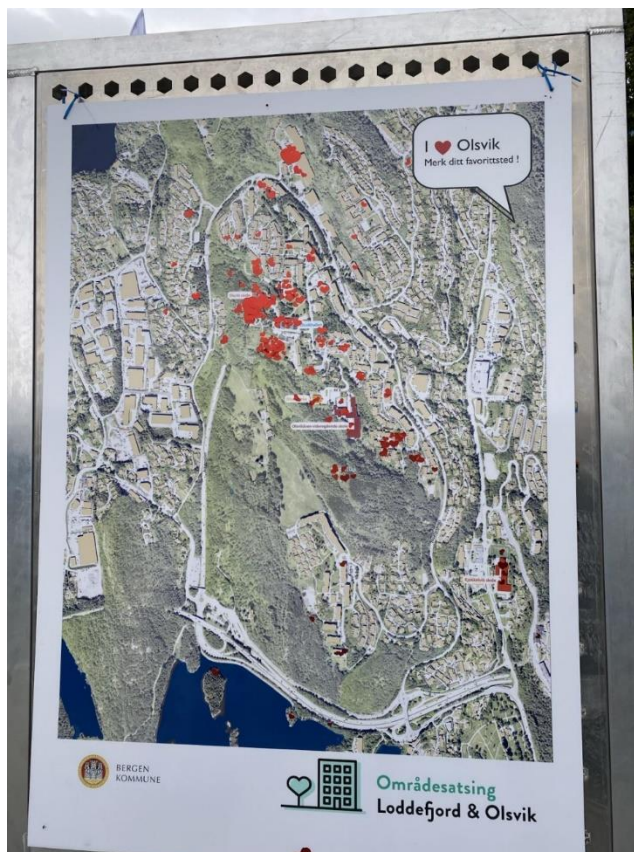 I ❤ Olsvik
Merk ditt favorittsted !
BERGEN
KOMMUNE
Områdesatsing
Loddefjord & Olsvik